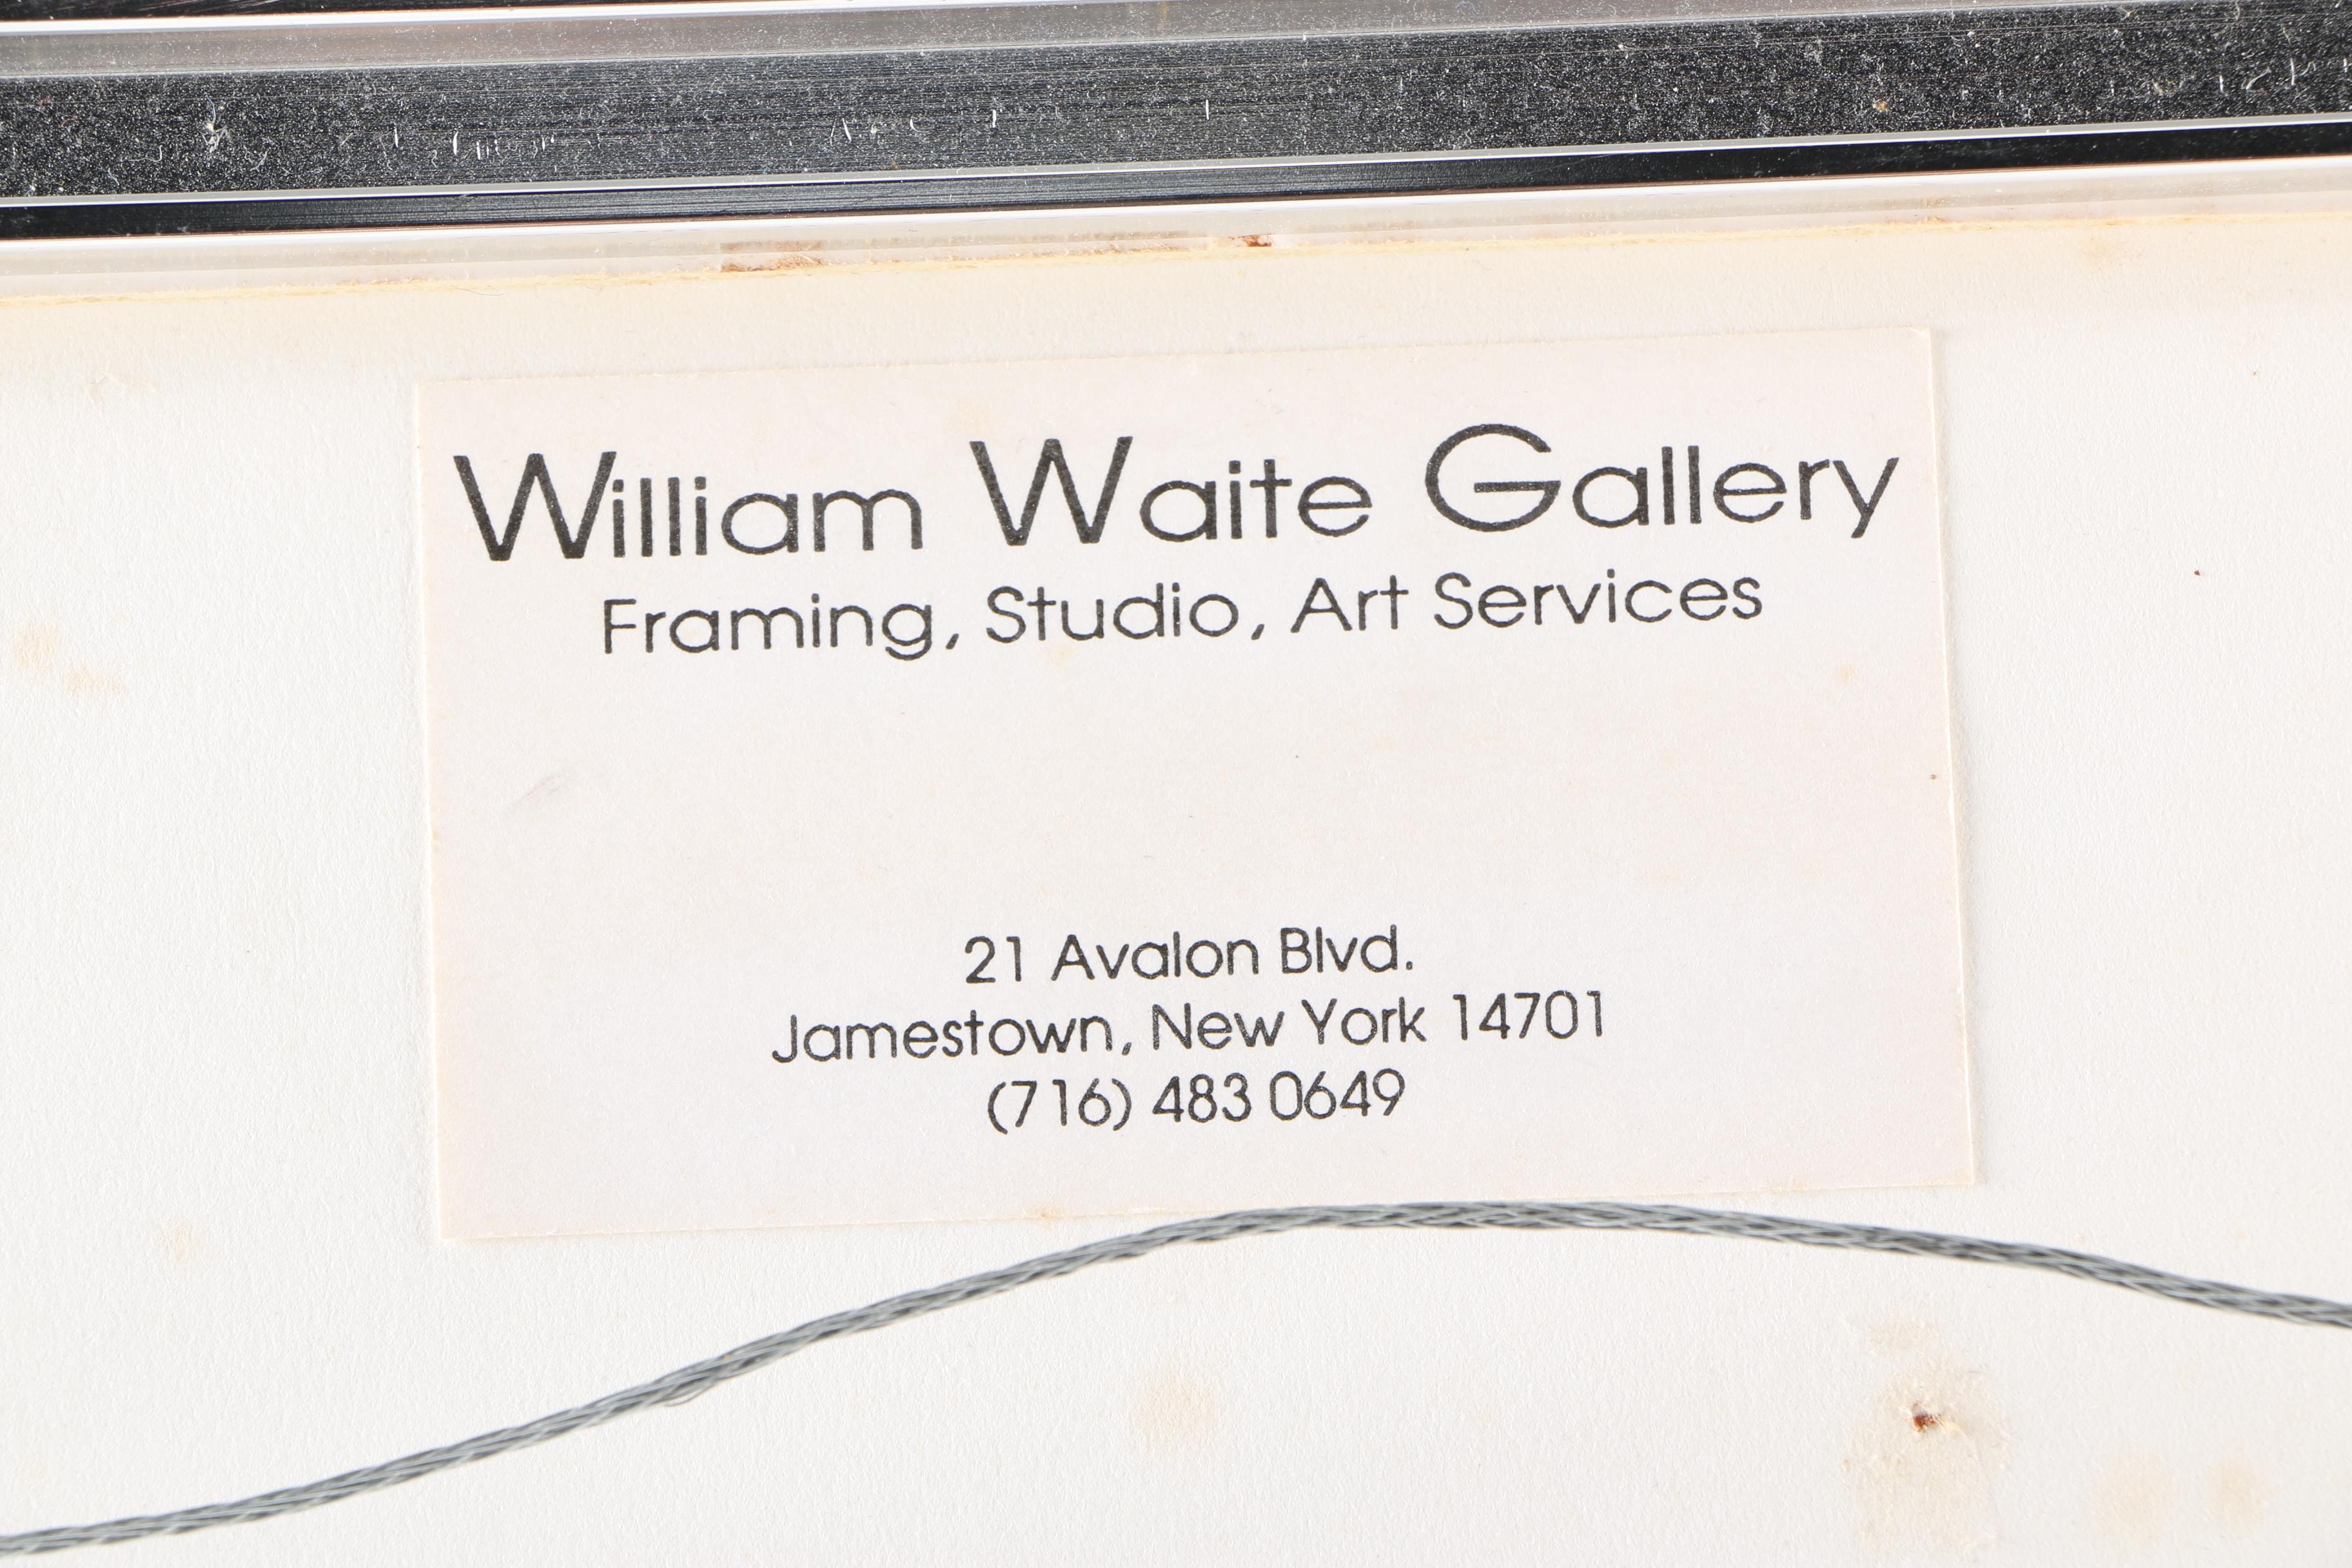 William Waite Gallery
Framing, Studio, Art Services
21 Avalon Blvd.
Jamestown, New York 14701
(716) 483 0649